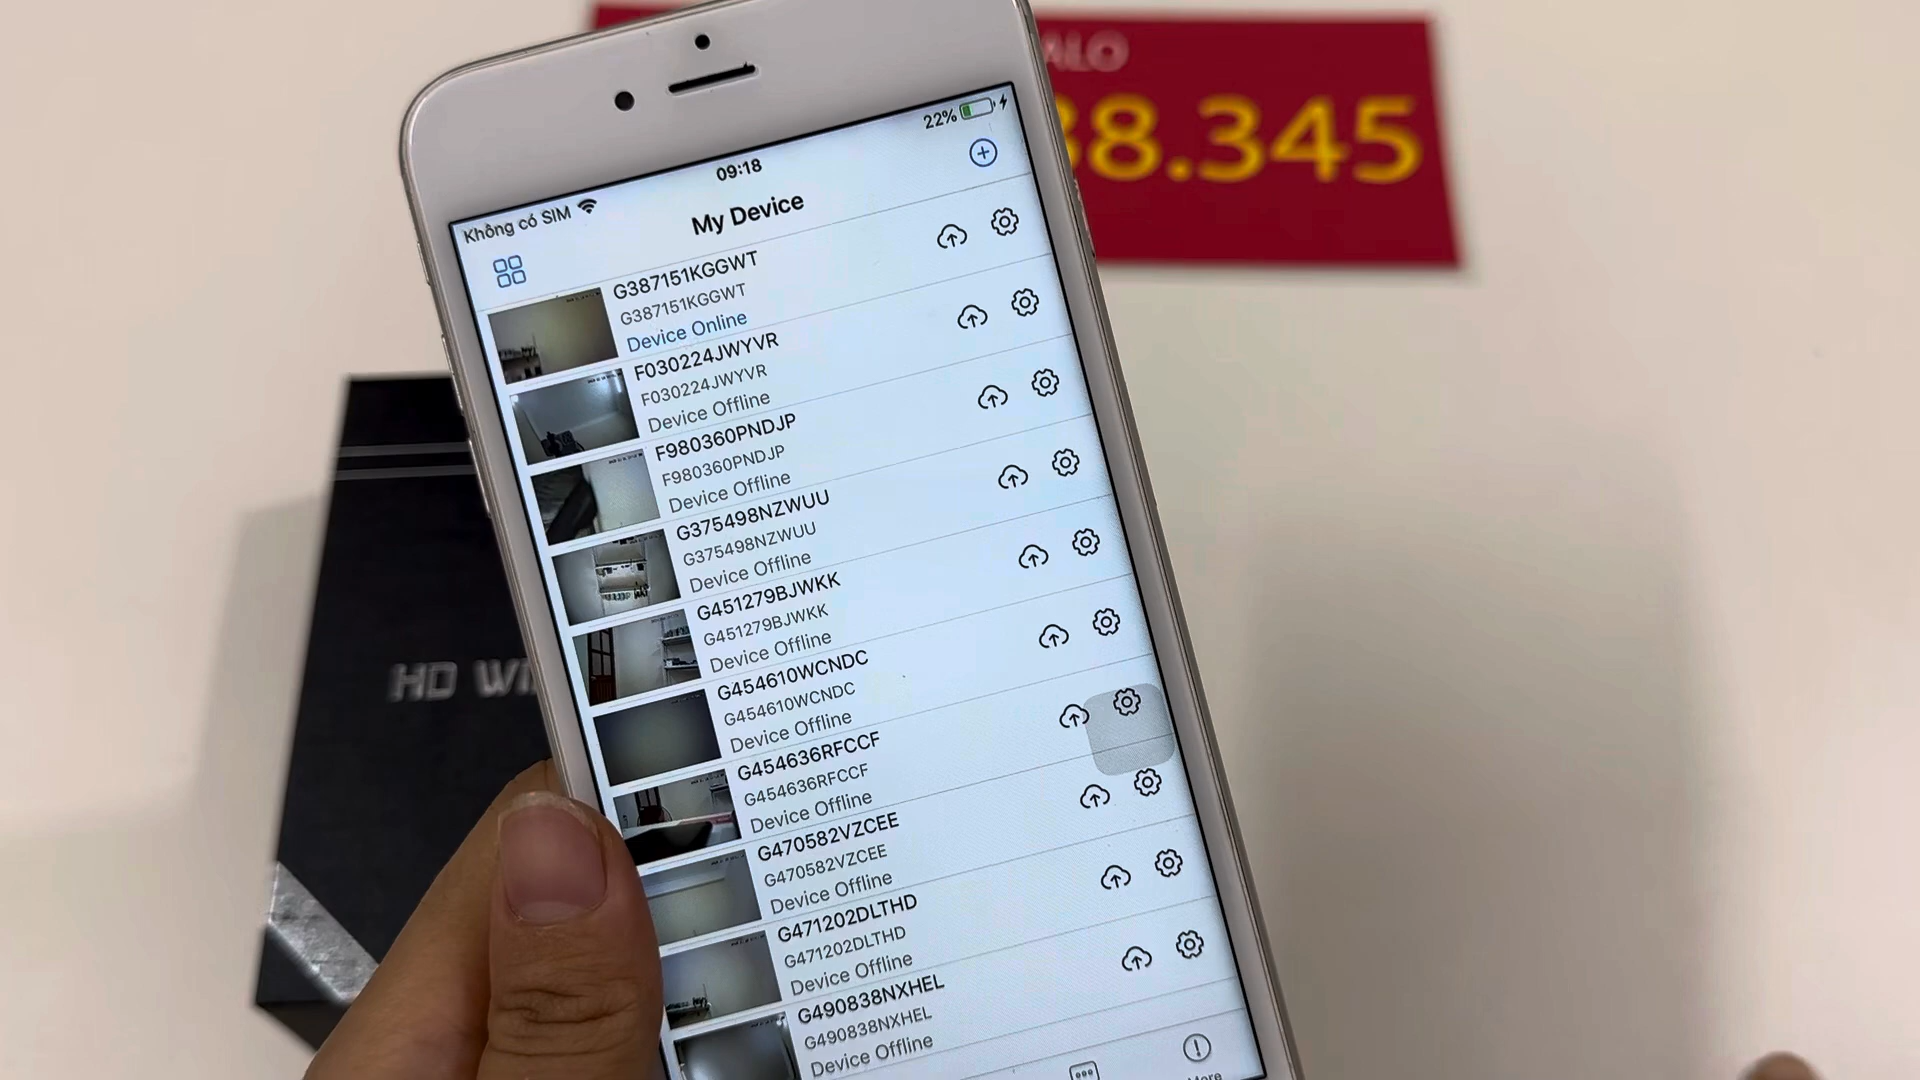 ALO
38.345
22%
09:18
Không có SIM
My Device
G387151KGGWT
G387151KGGWT
Device Online
F030224JWYVR
F030224JWYVR
Device Offline
F980360PNDJP
F980360PNDJP
Device Offline
G375498NZWUU
G375498NZWUU
Device Offline
G451279BJWKK
G451279BJWKK
Device Offline
G454610WCNDC
G454610WCNDC
Device Offline
G454636RFCCF
G454636RFCCF
Device Offline
G470582VZCEE
G470582VZCEE
Device Offline
G471202DLTHD
G471202DLTHD
Device Offline
G490838NXHEL
G490838NXHEL
Device Offline
More
HD Wi